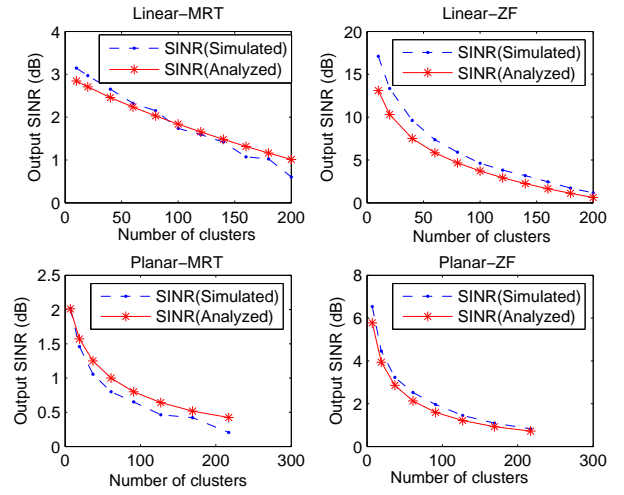 Linear−MRT
SINR(Simulated)
SINR(Analyzed)
Output SINR (dB)
4
3
2
1
0
0 50 100 150 200
Number of clusters
Linear−ZF
SINR(Simulated)
SINR(Analyzed)
Output SINR (dB)
20
15
10
5
0
0 50 100 150 200
Number of clusters
Planar−MRT
SINR(Simulated)
SINR(Analyzed)
Output SINR (dB)
2.5
2
1.5
1
0.5
0
0 100 200 300
Number of clusters
Planar−ZF
SINR(Simulated)
SINR(Analyzed)
Output SINR (dB)
8
6
4
2
0
0 100 200 300
Number of clusters